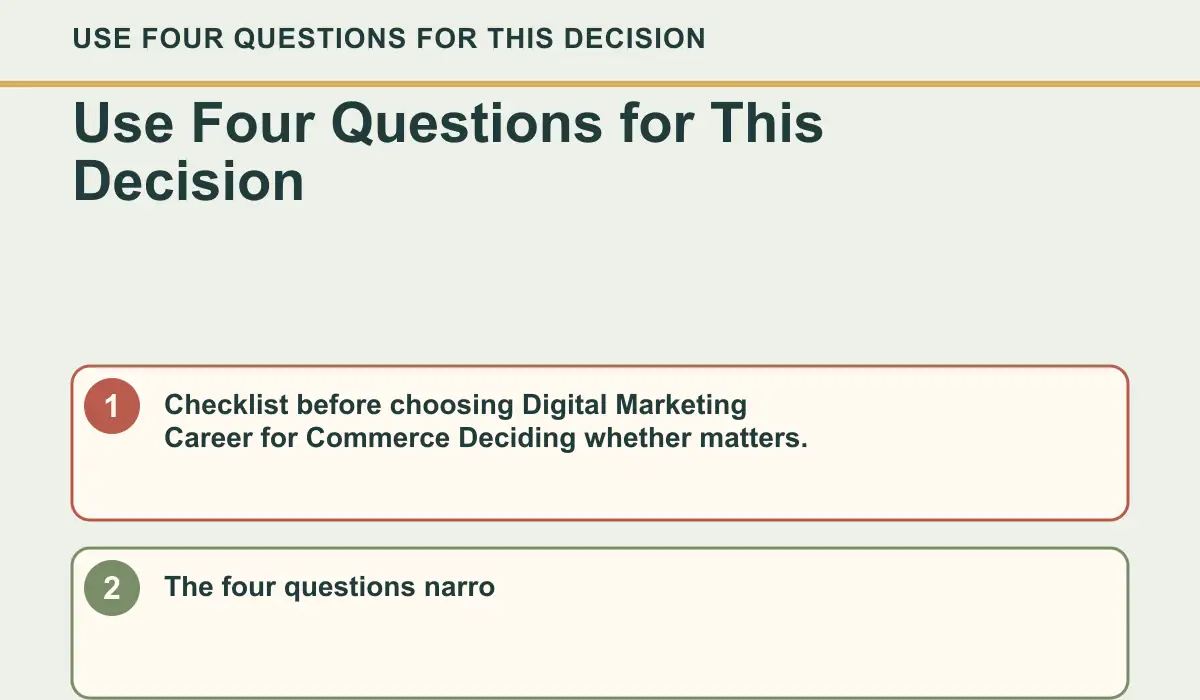 USE FOUR QUESTIONS FOR THIS DECISION
Use Four Questions for This
Decision
1
Checklist before choosing Digital Marketing
Career for Commerce Deciding whether matters.
2
The four questions narro